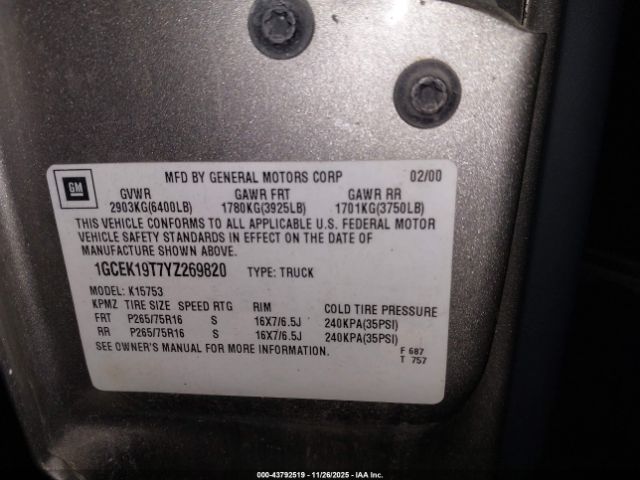 GM
MFD BY GENERAL MOTORS CORP 02/00
GVWR GAWR FRT GAWR RR
2903KG(6400LB) 1780KG(3925LB) 1701KG(3750LB)
THIS VEHICLE CONFORMS TO ALL APPLICABLE U.S. FEDERAL MOTOR
VEHICLE SAFETY STANDARDS IN EFFECT ON THE DATE OF
MANUFACTURE SHOWN ABOVE.
1GCEK19T7YZ269820 TYPE: TRUCK
MODEL: K15753
KPMZ TIRE SIZE SPEED RTG RIM COLD TIRE PRESSURE
FRT P265/75R16 S 16X7/6.5J 240KPA(35PSI)
RR P265/75R16 S 16X7/6.5J 240KPA(35PSI)
SEE OWNER'S MANUAL FOR MORE INFORMATION.
F 687
T 757
000-43792519 | 11/26/2025 — IAA Inc.